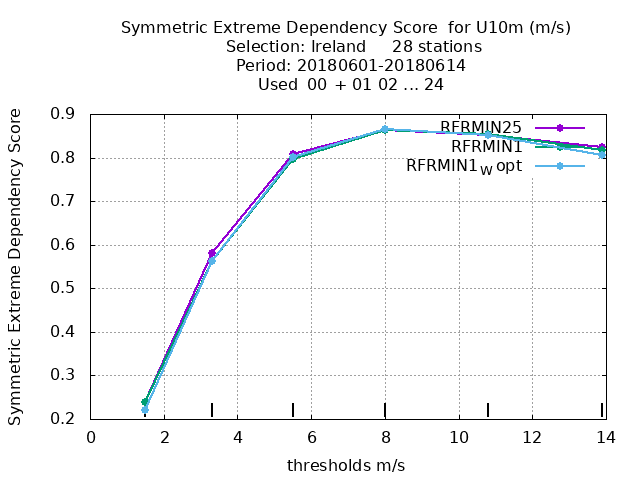 Symmetric Extreme Dependency Score for U10m (m/s)
Selection: Ireland 28 stations
Period: 20180601-20180614
Used 00 + 01 02 ... 24
Symmetric Extreme Dependency Score
0.9
0.8
0.7
0.6
0.5
0.4
0.3
0.2
RFRMIN25
RFRMIN1
RFRMIN1W opt
0 2 4 6 8 10 12 14
thresholds m/s